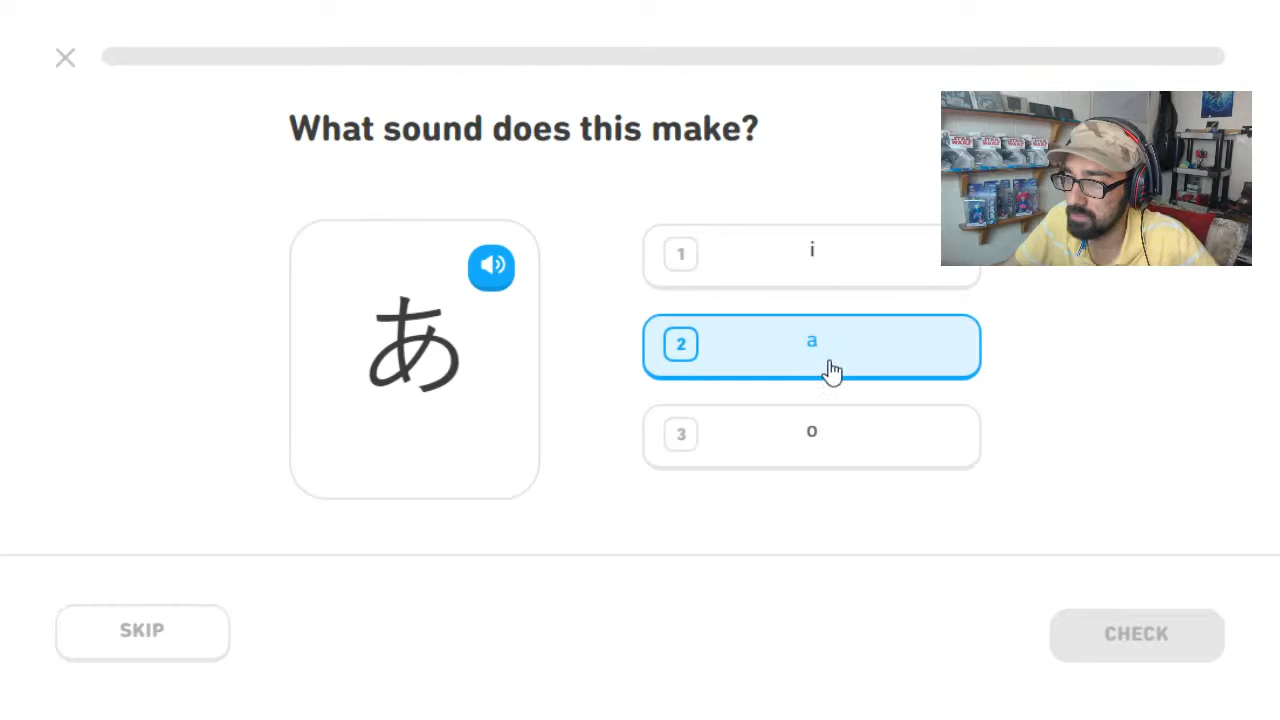 What sound does this make?
あ
1 i
2 a
3 o
SKIP
CHECK